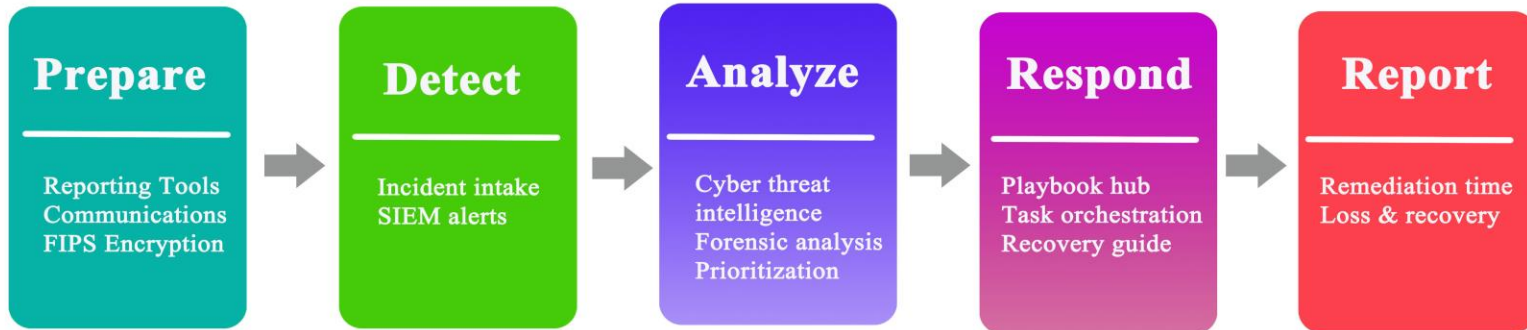 Prepare
Reporting Tools
Communications
FIPS Encryption
Detect
Incident intake
SIEM alerts
Analyze
Cyber threat
intelligence
Forensic analysis
Prioritization
Respond
Playbook hub
Task orchestration
Recovery guide
Report
Remediation time
Loss & recovery